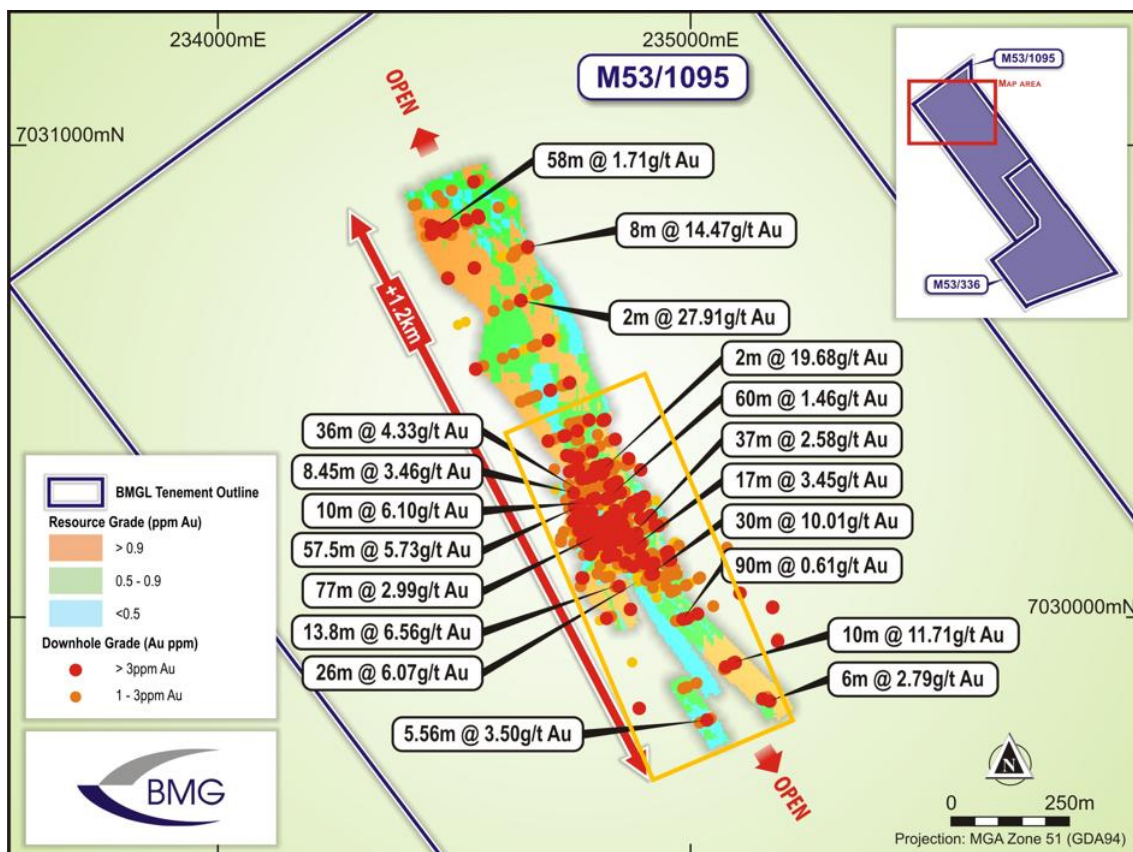 234000mE
235000mE
M53/1095
M53/1095
MAP AREA
OPEN
7031000mN
58m @ 1.71g/t Au
8m @ 14.47g/t Au
M53/336
+1.2km
2m @ 27.91g/t Au
2m @ 19.68g/t Au
60m @ 1.46g/t Au
36m @ 4.33g/t Au
37m @ 2.58g/t Au
8.45m @ 3.46g/t Au
17m @ 3.45g/t Au
10m @ 6.10g/t Au
30m @ 10.01g/t Au
57.5m @ 5.73g/t Au
90m @ 0.61g/t Au
77m @ 2.99g/t Au
7030000mN
13.8m @ 6.56g/t Au
10m @ 11.71g/t Au
26m @ 6.07g/t Au
6m @ 2.79g/t Au
5.56m @ 3.50g/t Au
OPEN
BMGL Tenement Outline
Resource Grade (ppm Au)
> 0.9
0.5 - 0.9
<0.5
Downhole Grade (Au ppm)
> 3ppm Au
1 - 3ppm Au
BMG
N
0 250m
Projection: MGA Zone 51 (GDA94)